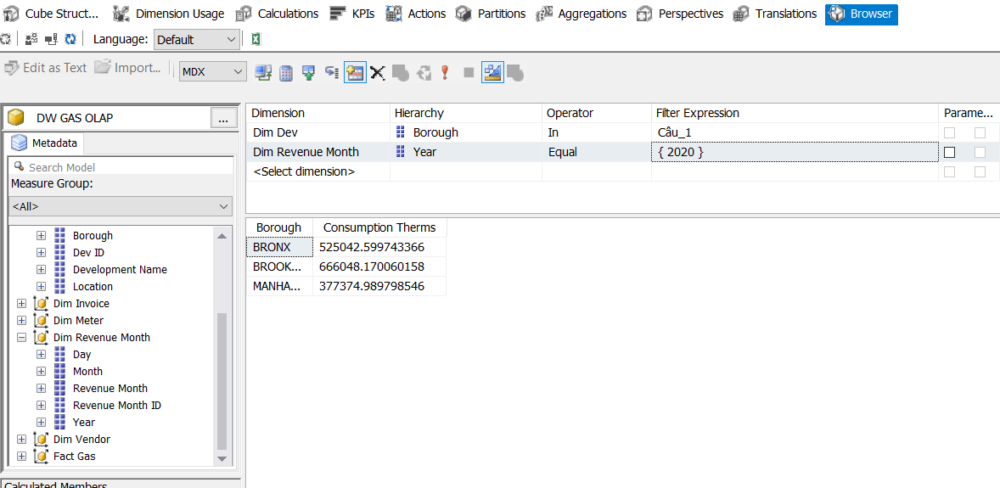 Cube Struct... Dimension Usage Calculations KPIs Actions Partitions Aggregations Perspectives Translations Browser
Language: Default
Edit as Text Import... MDX
DW GAS OLAP ...
Metadata
Search Model
Measure Group:
<All>
Borough
Dev ID
Development Name
Location
Dim Invoice
Dim Meter
Dim Revenue Month
Day
Month
Revenue Month
Revenue Month ID
Year
Dim Vendor
Fact Gas
Calculated Members
Dimension Hierarchy Operator Filter Expression Parame...
Dim Dev Borough In Câu_1
Dim Revenue Month Year Equal { 2020 }
<Select dimension>
Borough Consumption Therms
BRONX 525042.599743366
BROOK... 666048.170060158
MANHA... 377374.989798546